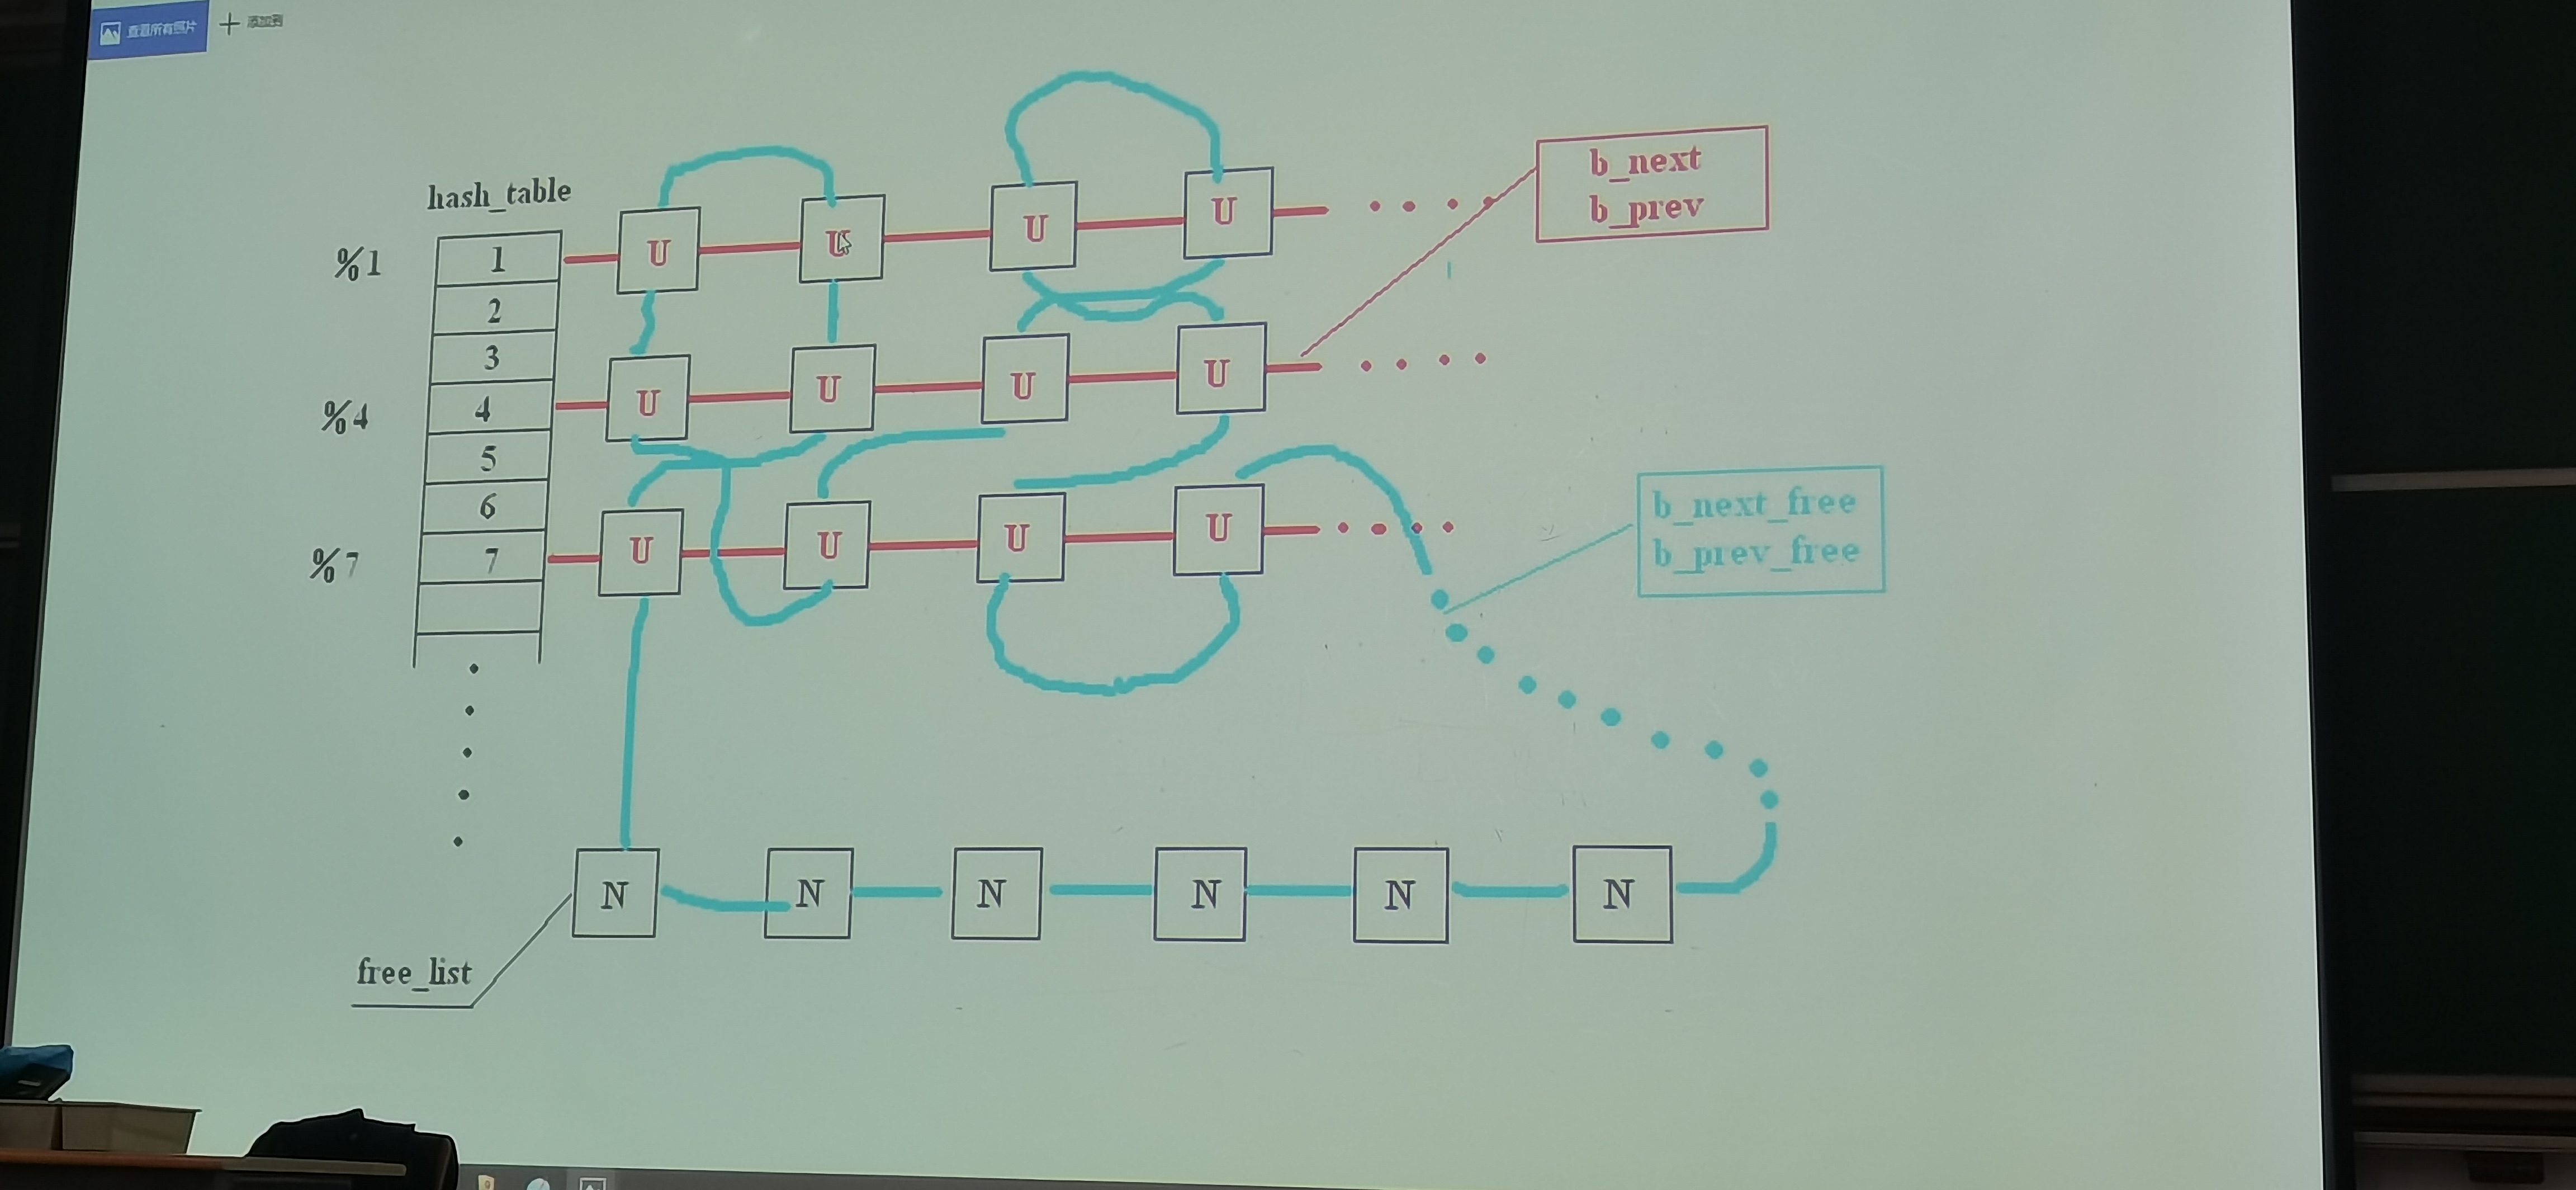 查看所有照片 添加到
hash_table
b_next
b_prev
%1 1 U U U U
2
3
%4 4 U U U U
5
6
%7 7 U U U U
b_next_free
b_prev_free
N N N N N N
free_list